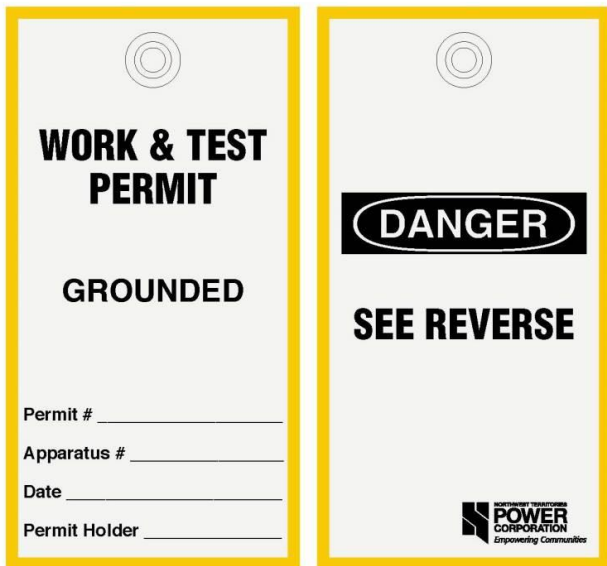 WORK & TEST
PERMIT
GROUNDED
Permit #
Apparatus #
Date
Permit Holder
DANGER
SEE REVERSE
NORTHWEST TERRITORIES
POWER
CORPORATION
Empowering Communities